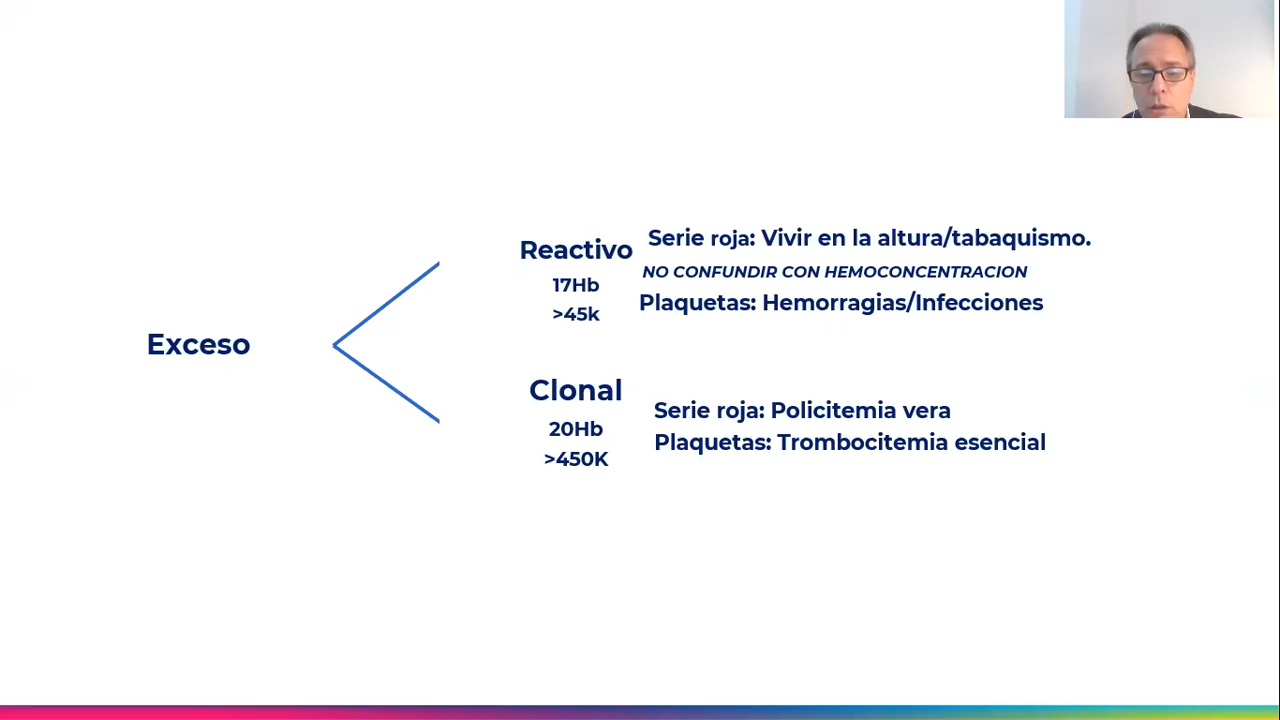 Exceso
Reactivo
17Hb
>45k
Serie roja: Vivir en la altura/tabaquismo.
NO CONFUNDIR CON HEMOCONCENTRACION
Plaquetas: Hemorragias/Infecciones
Clonal
20Hb
>450K
Serie roja: Policitemia vera
Plaquetas: Trombocitemia esencial